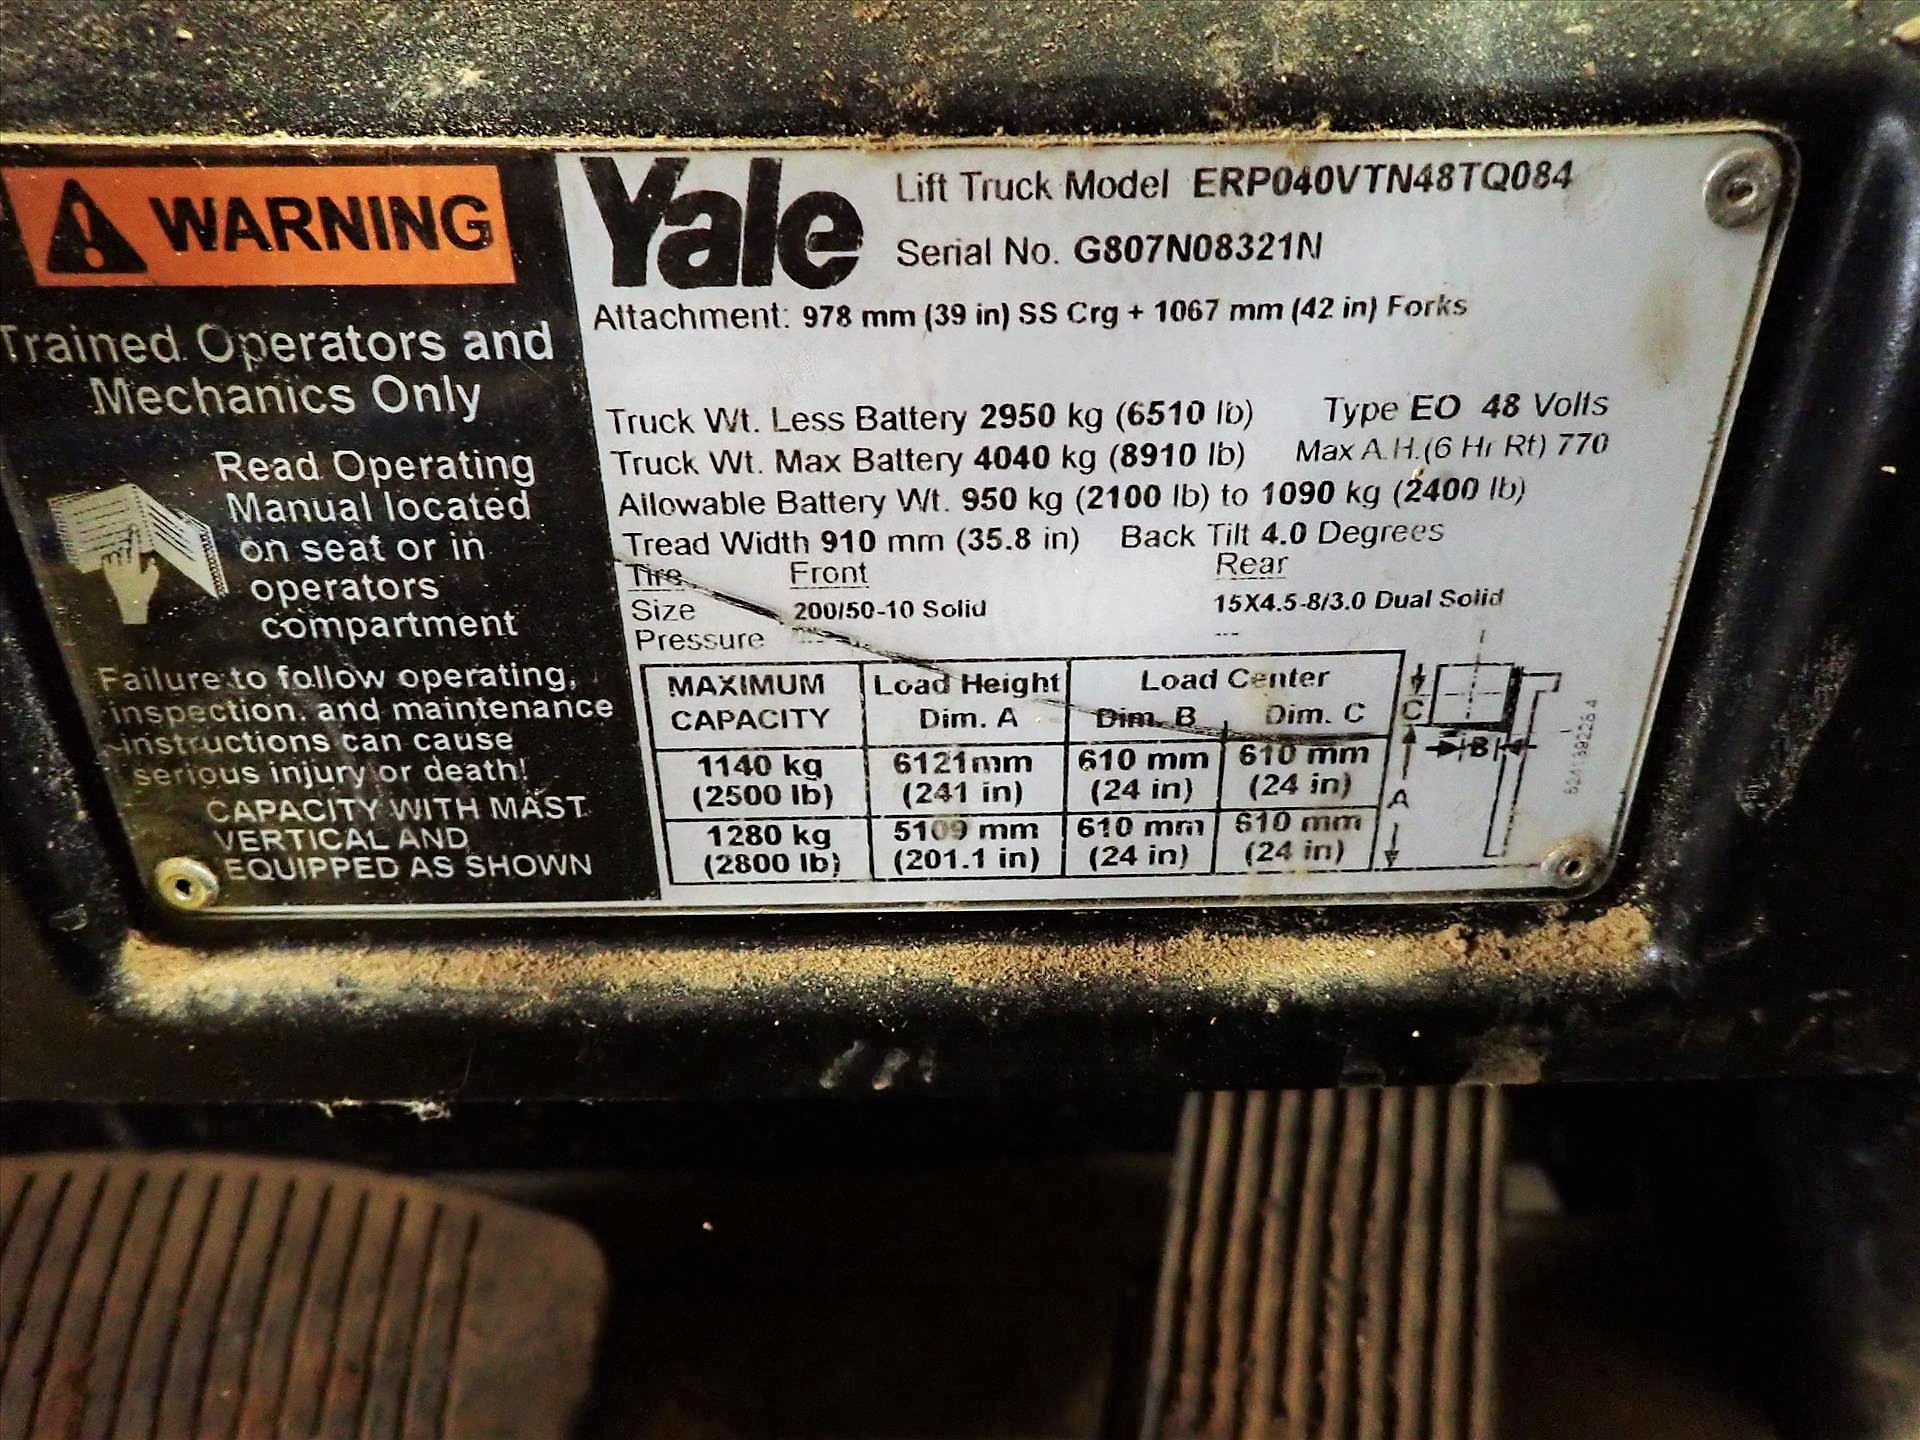 WARNING
Trained Operators and
Mechanics Only
Read Operating
Manual located
on seat or in
operators
compartment
Failure to follow operating,
inspection, and maintenance
instructions can cause
serious injury or death!
CAPACITY WITH MAST
VERTICAL AND
EQUIPPED AS SHOWN
Yale
Lift Truck Model ERP040VTN48TQ084
Serial No. G807N08321N
Attachment: 978 mm (39 in) SS Crg + 1067 mm (42 in) Forks
Truck Wt. Less Battery 2950 kg (6510 lb) Type EO 48 Volts
Truck Wt. Max Battery 4040 kg (8910 lb) Max A.H.(6 Hr Rt) 770
Allowable Battery Wt. 950 kg (2100 lb) to 1090 kg (2400 lb)
Tread Width 910 mm (35.8 in) Back Tilt 4.0 Degrees
Tire Front Rear
Size 200/50-10 Solid 15X4.5-8/3.0 Dual Solid
Pressure --- ---
MAXIMUM Load Height Load Center
CAPACITY Dim. A Dim. B Dim. C
1140 kg 6121mm 610 mm 610 mm
(2500 lb) (241 in) (24 in) (24 in)
1280 kg 5109 mm 610 mm 610 mm
(2800 lb) (201.1 in) (24 in) (24 in)
C
B
A